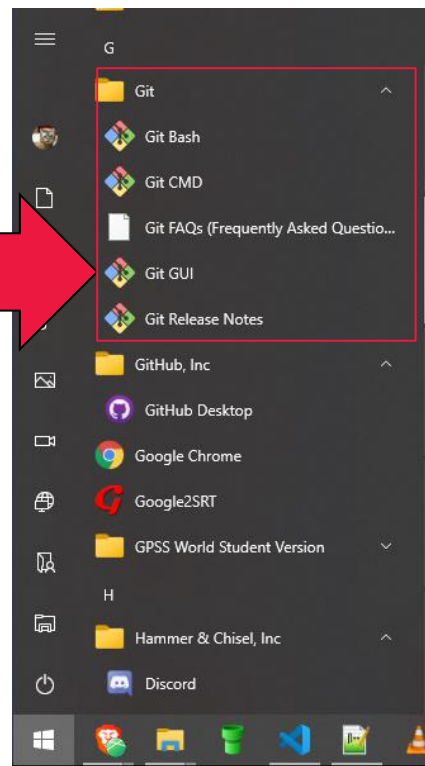 G
Git
Git Bash
Git CMD
Git FAQs (Frequently Asked Questio...
Git GUI
Git Release Notes
GitHub, Inc
GitHub Desktop
Google Chrome
Google2SRT
GPSS World Student Version
H
Hammer & Chisel, Inc
Discord